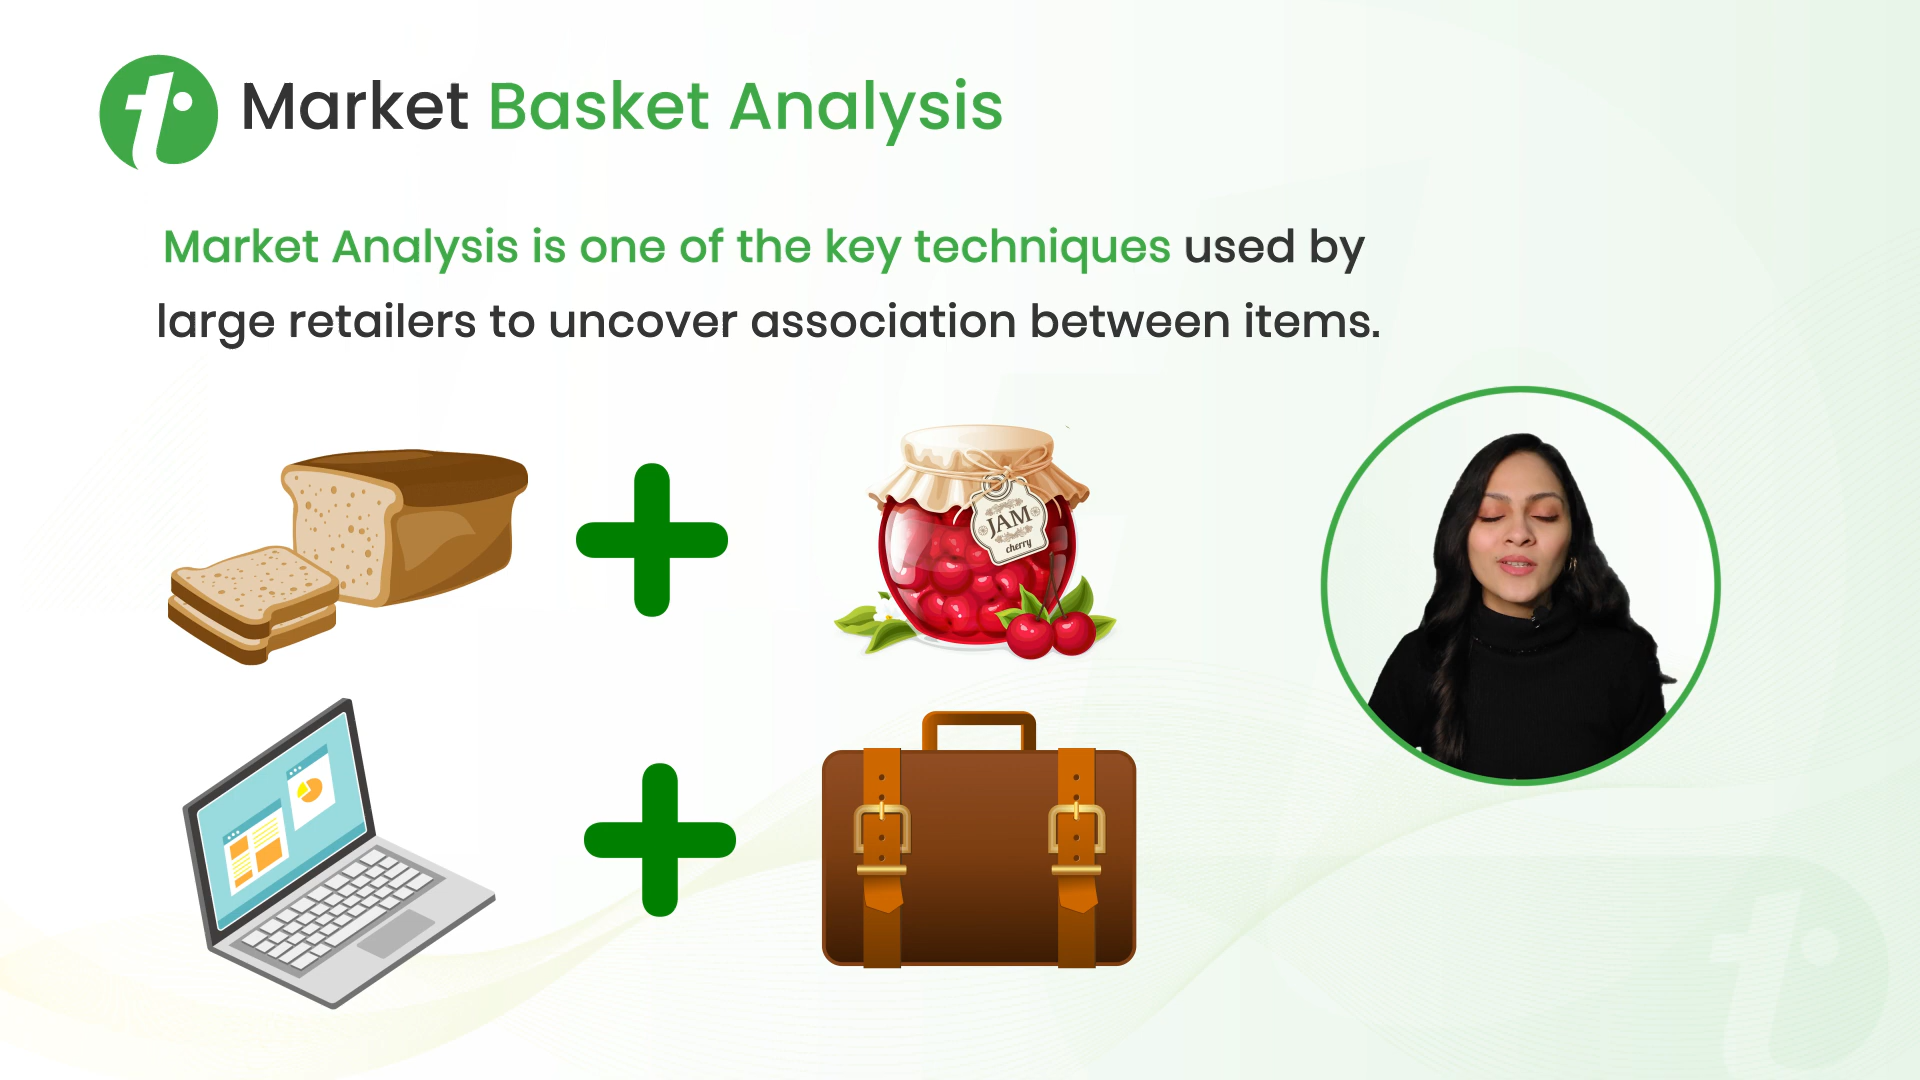 Market Basket Analysis
Market Analysis is one of the key techniques used by
large retailers to uncover association between items.
JAM
cherry